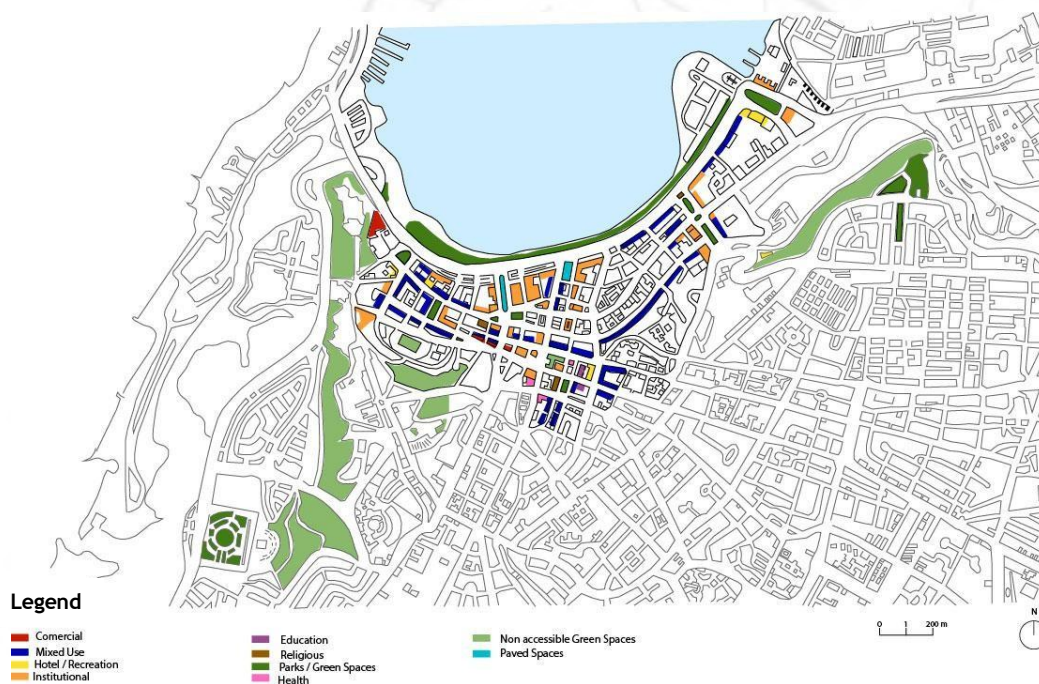 Legend
Comercial
Mixed Use
Hotel / Recreation
Institutional
Education
Religious
Parks / Green Spaces
Health
Non accessible Green Spaces
Paved Spaces
0 1 200 m
N